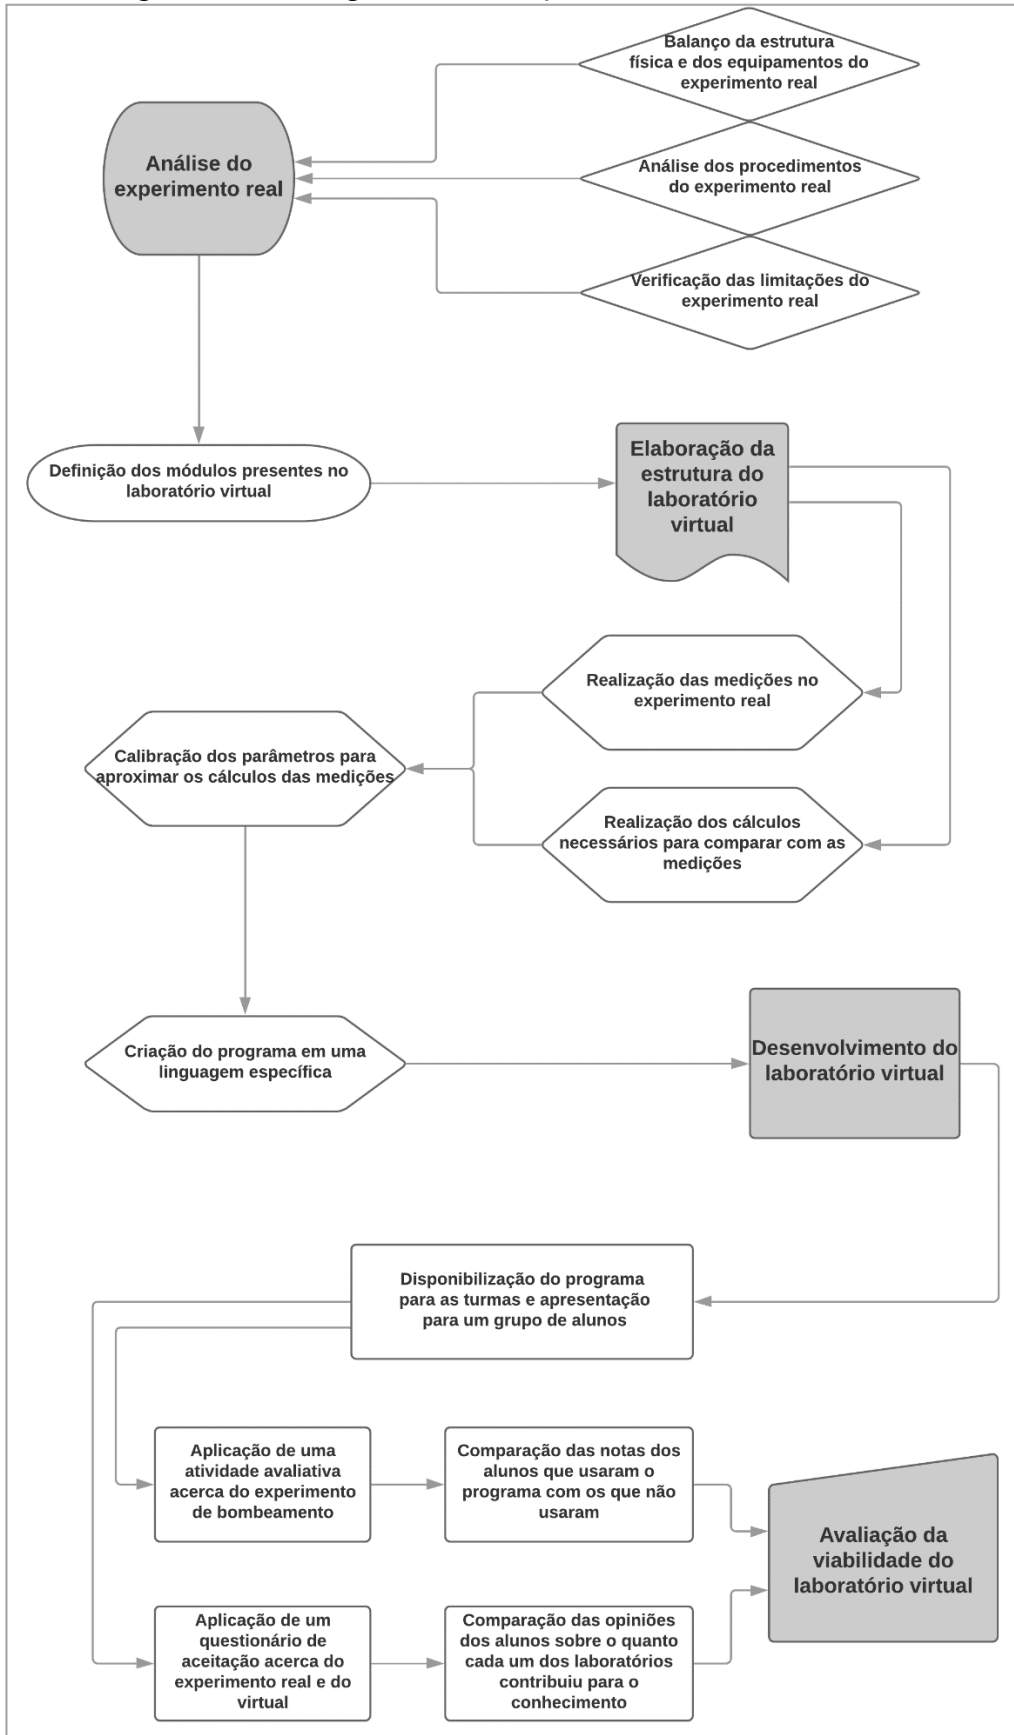 Balanço da estrutura
física e dos equipamentos do
experimento real
Análise do
experimento real
Análise dos procedimentos
do experimento real
Verificação das limitações do
experimento real
Definição dos módulos presentes no
laboratório virtual
Elaboração da
estrutura do
laboratório
virtual
Realização das medições no
experimento real
Calibração dos parâmetros para
aproximar os cálculos das medições
Realização dos cálculos
necessários para comparar com as
medições
Criação do programa em uma
linguagem específica
Desenvolvimento do
laboratório virtual
Disponibilização do programa
para as turmas e apresentação
para um grupo de alunos
Aplicação de uma
atividade avaliativa
acerca do experimento
de bombeamento
Comparação das notas dos
alunos que usaram o
programa com os que não
usaram
Avaliação da
viabilidade do
laboratório virtual
Aplicação de um
questionário de
aceitação acerca do
experimento real e do
virtual
Comparação das opiniões
dos alunos sobre o quanto
cada um dos laboratórios
contribuiu para o
conhecimento